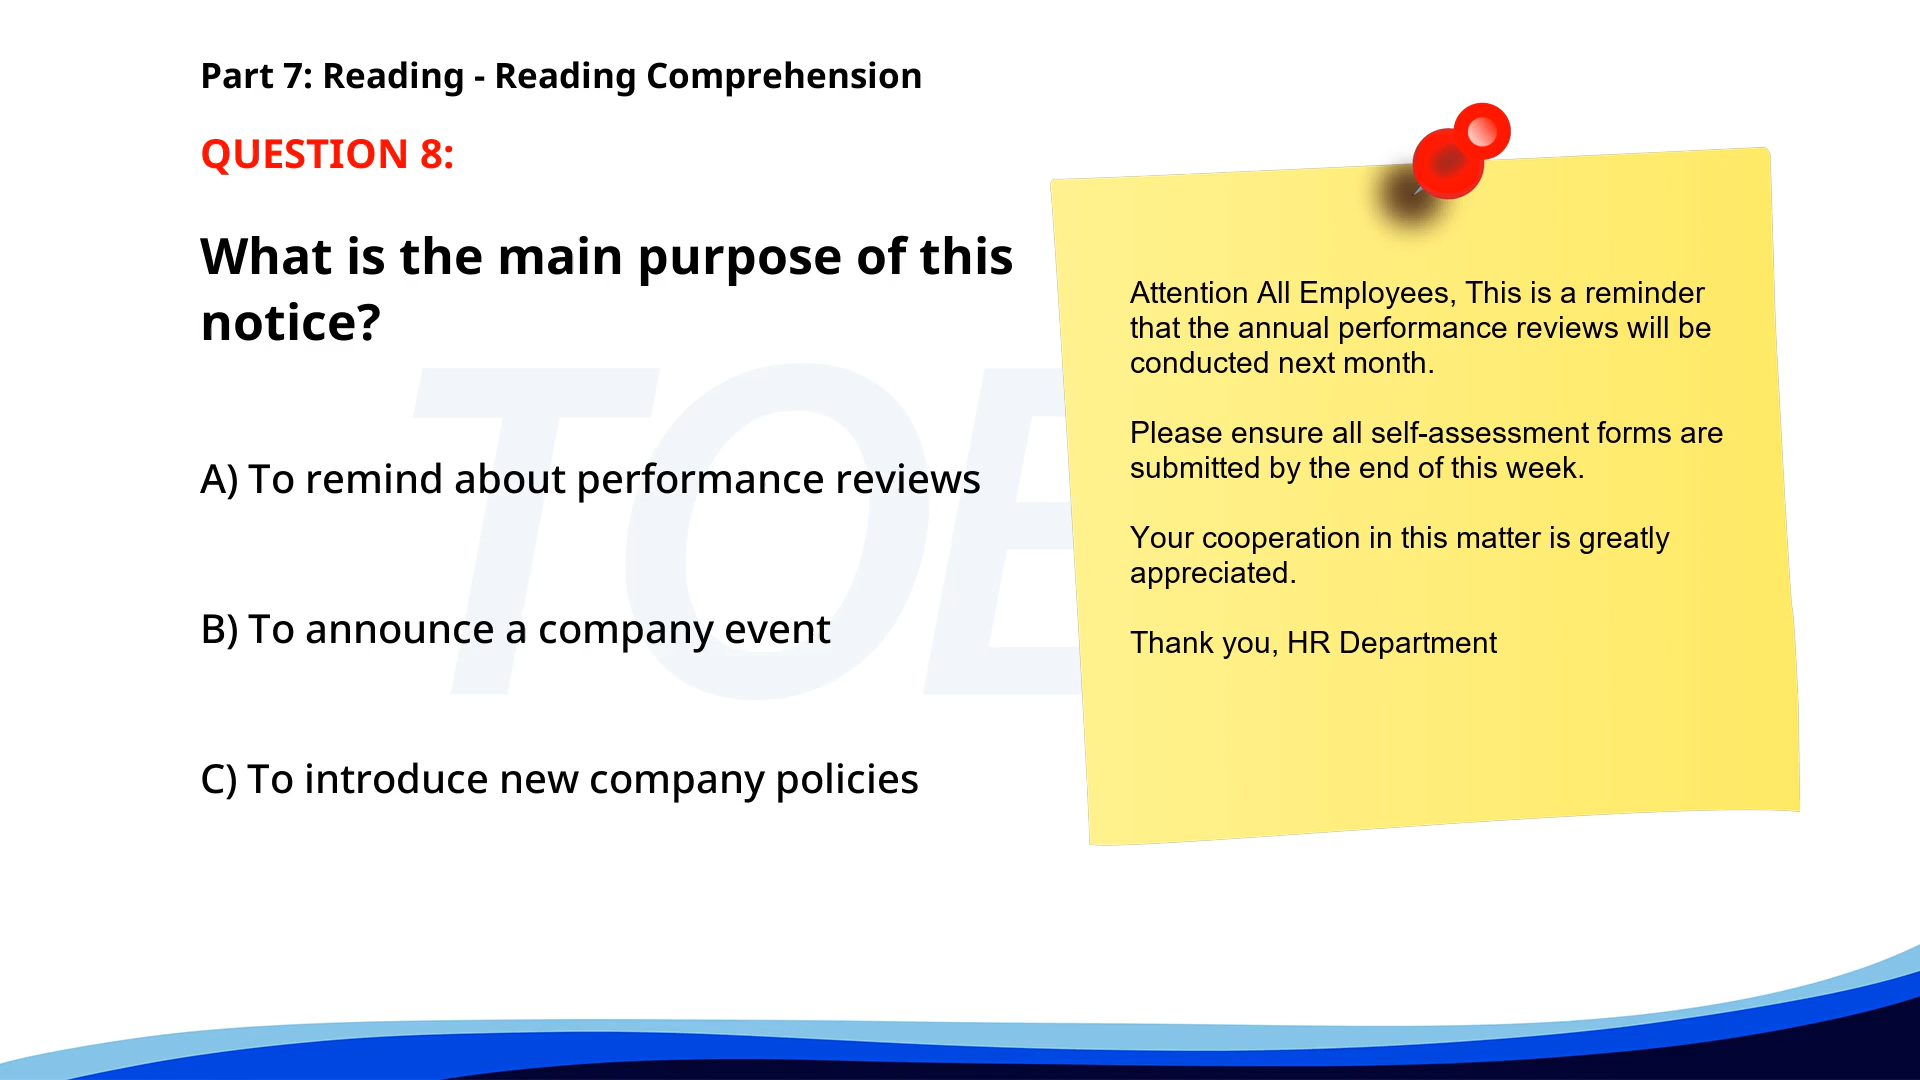 Part 7: Reading - Reading Comprehension
QUESTION 8:
What is the main purpose of this
notice?
A) To remind about performance reviews
B) To announce a company event
C) To introduce new company policies
Attention All Employees, This is a reminder
that the annual performance reviews will be
conducted next month.
Please ensure all self-assessment forms are
submitted by the end of this week.
Your cooperation in this matter is greatly
appreciated.
Thank you, HR Department